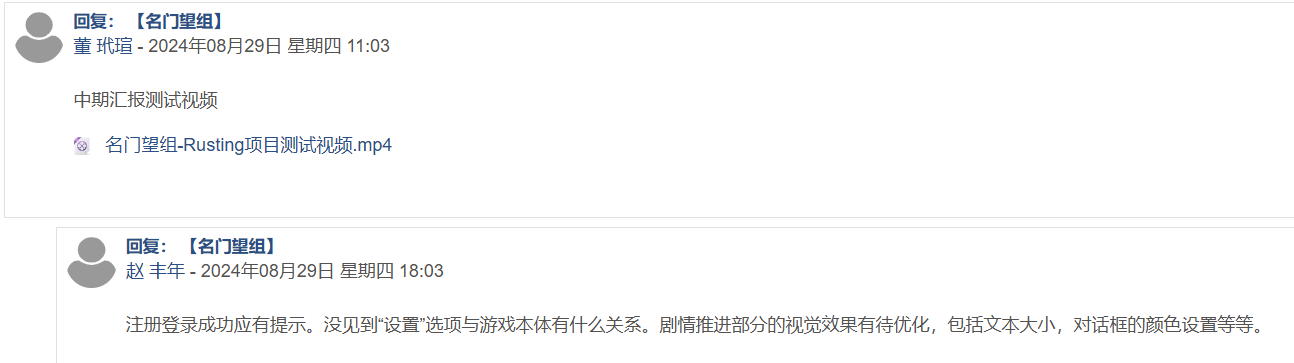 回复: 【名门望组】
董 玳瑄 - 2024年08月29日 星期四 11:03
中期汇报测试视频
名门望组-Rusting项目测试视频.mp4
回复: 【名门望组】
赵 丰年 - 2024年08月29日 星期四 18:03
注册登录成功应有提示。没见到“设置”选项与游戏本体有什么关系。剧情推进部分的视觉效果有待优化，包括文本大小，对话框的颜色设置等等。